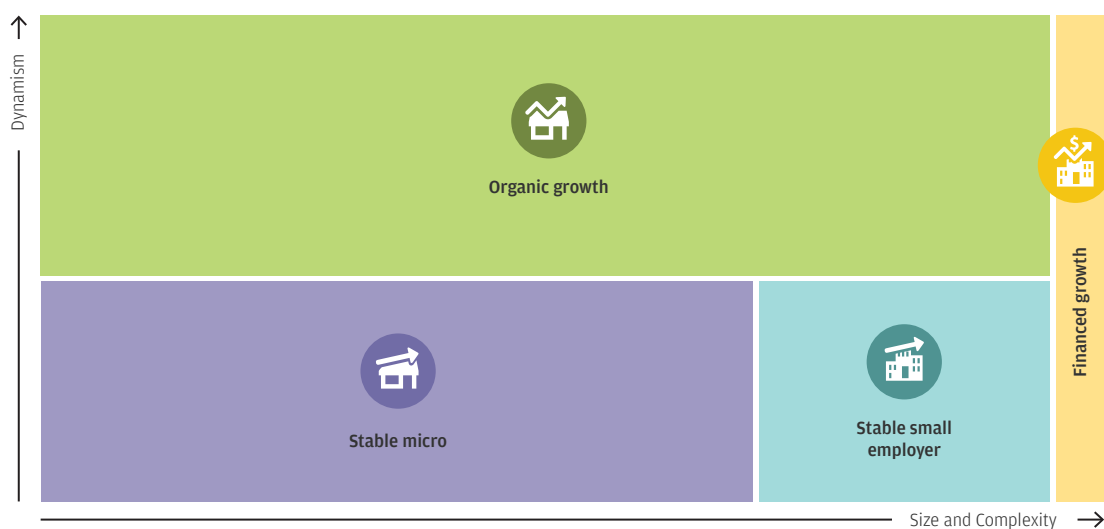 Dynamism
Organic growth
$
Financed growth
Stable micro
Stable small
employer
Size and Complexity